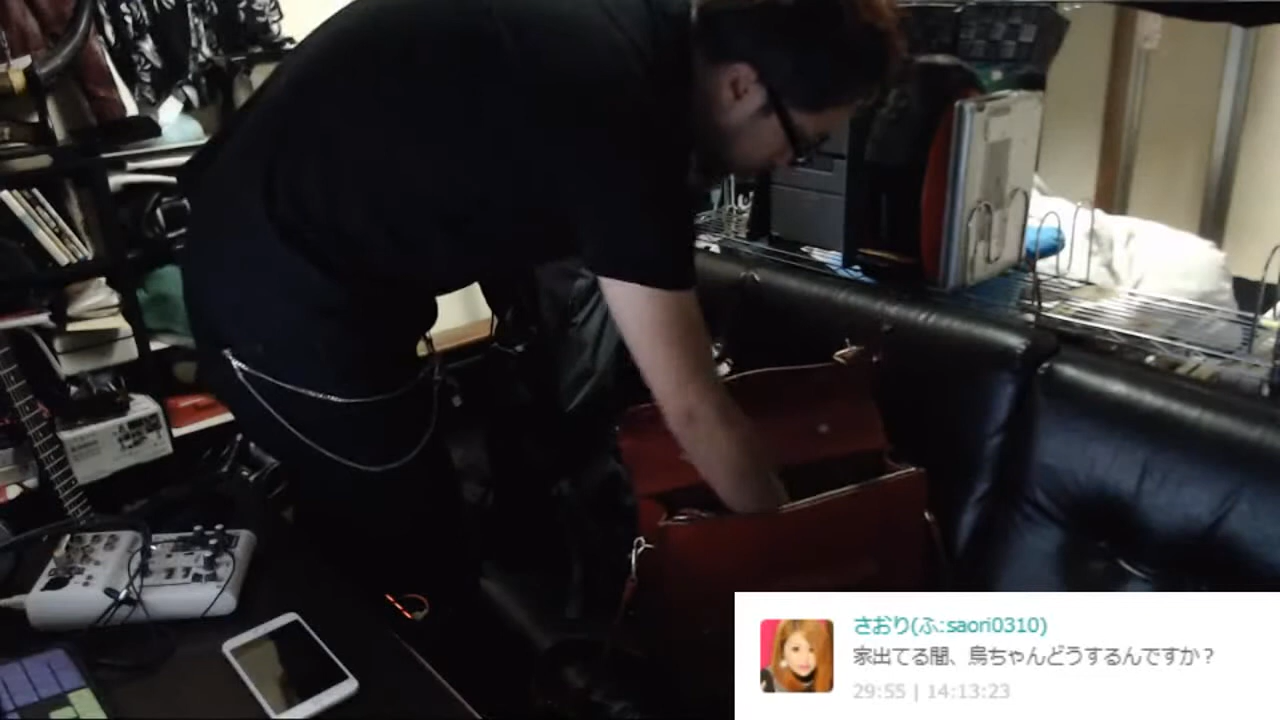 さおり(ふ:saori0310)
家出てる間、鳥ちゃんどうするんですか？
29:55 | 14:13:23